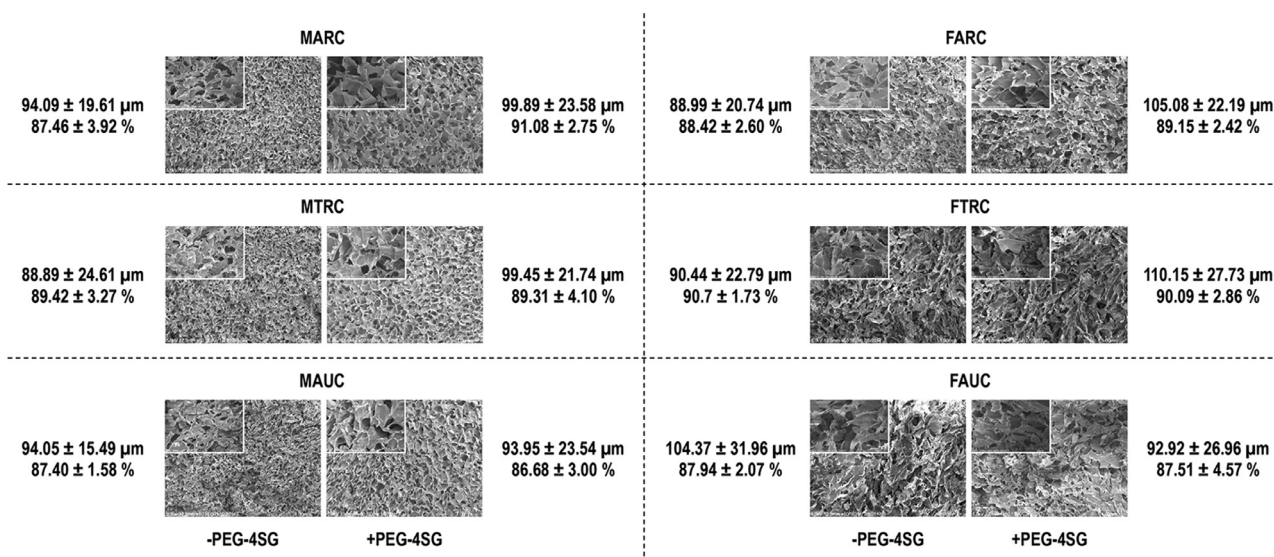 MARC
94.09 ± 19.61 µm
87.46 ± 3.92 %
99.89 ± 23.58 µm
91.08 ± 2.75 %
FARC
88.99 ± 20.74 µm
88.42 ± 2.60 %
105.08 ± 22.19 µm
89.15 ± 2.42 %
MTRC
88.89 ± 24.61 µm
89.42 ± 3.27 %
99.45 ± 21.74 µm
89.31 ± 4.10 %
FTRC
90.44 ± 22.79 µm
90.7 ± 1.73 %
110.15 ± 27.73 µm
90.09 ± 2.86 %
MAUC
94.05 ± 15.49 µm
87.40 ± 1.58 %
93.95 ± 23.54 µm
86.68 ± 3.00 %
FAUC
104.37 ± 31.96 µm
87.94 ± 2.07 %
92.92 ± 26.96 µm
87.51 ± 4.57 %
-PEG-4SG
+PEG-4SG
-PEG-4SG
+PEG-4SG